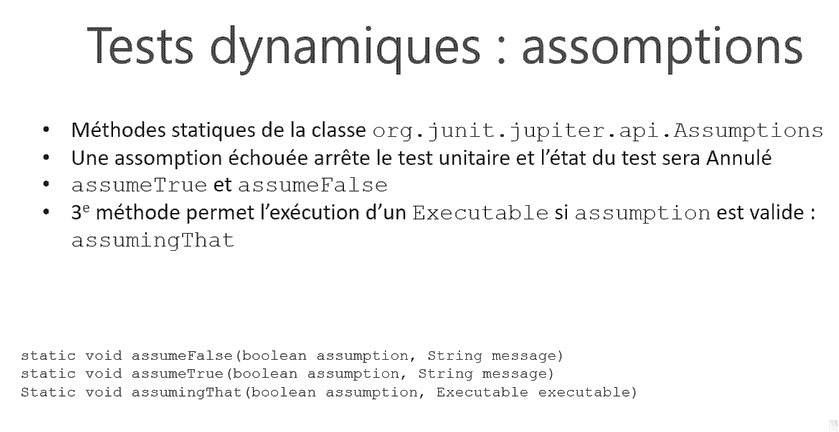 Tests dynamiques : assomptions
• Méthodes statiques de la classe org.junit.jupiter.api.Assumptions
• Une assomption échouée arrête le test unitaire et l’état du test sera Annulé
• assumeTrue et assumeFalse
• 3e méthode permet l’exécution d’un Executable si assumption est valide :
assumingThat
static void assumeFalse(boolean assumption, String message)
static void assumeTrue(boolean assumption, String message)
Static void assumingThat(boolean assumption, Executable executable)